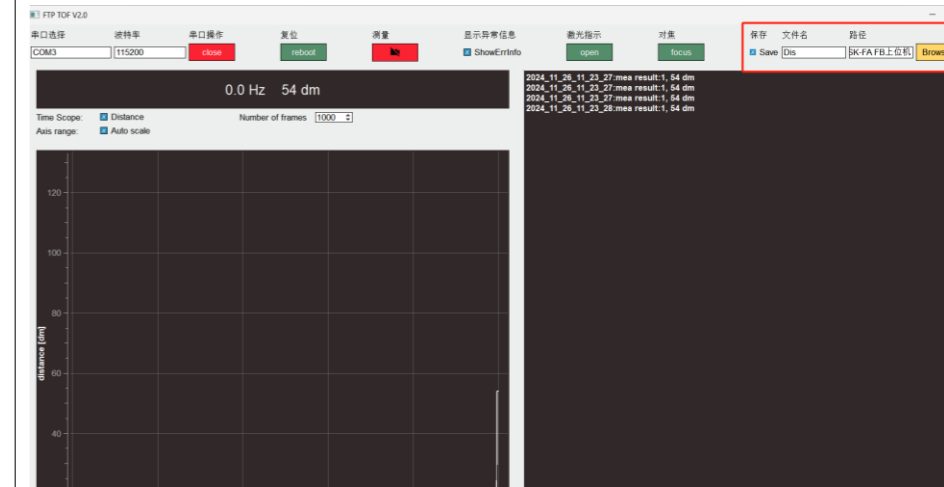 FTP TOF V2.0
串口选择 波特率 串口操作 复位 测量 显示异常信息 激光指示 对焦 保存 文件名 路径
COM3 115200 close reboot ShowErrInfo open focus Save Dis SK-FA FB上位机 Brows
0.0 Hz 54 dm
Time Scope: Distance Number of frames 1000
Axis range: Auto scale
2024_11_26_11_23_27:mea result:1, 54 dm
2024_11_26_11_23_27:mea result:1, 54 dm
2024_11_26_11_23_27:mea result:1, 54 dm
2024_11_26_11_23_28:mea result:1, 54 dm
120
100
80
60
40
distance [dm]